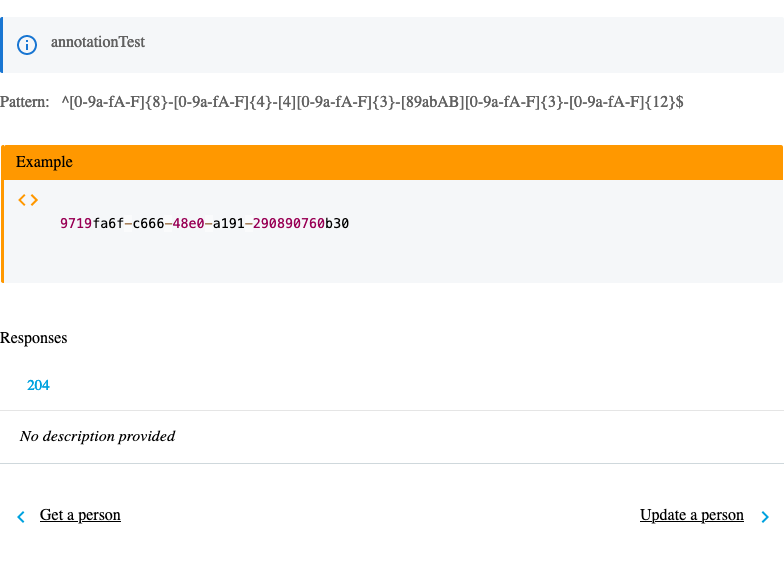 annotationTest
Pattern: ^[0-9a-fA-F]{8}-[0-9a-fA-F]{4}-[4][0-9a-fA-F]{3}-[89abAB][0-9a-fA-F]{3}-[0-9a-fA-F]{12}$
Example
9719fa6f-c666-48e0-a191-290890760b30
Responses
204
No description provided
Get a person
Update a person